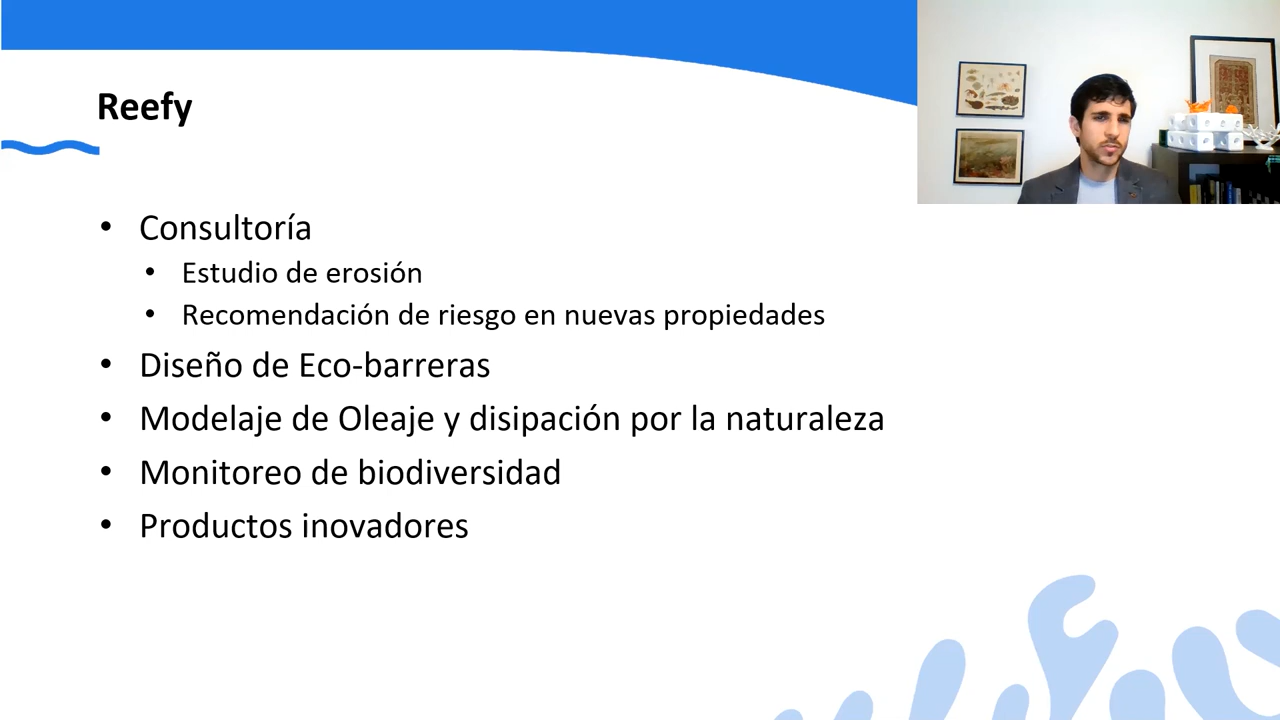 Reefy
• Consultoría
• Estudio de erosión
• Recomendación de riesgo en nuevas propiedades
• Diseño de Eco-barreras
• Modelaje de Oleaje y disipación por la naturaleza
• Monitoreo de biodiversidad
• Productos inovadores